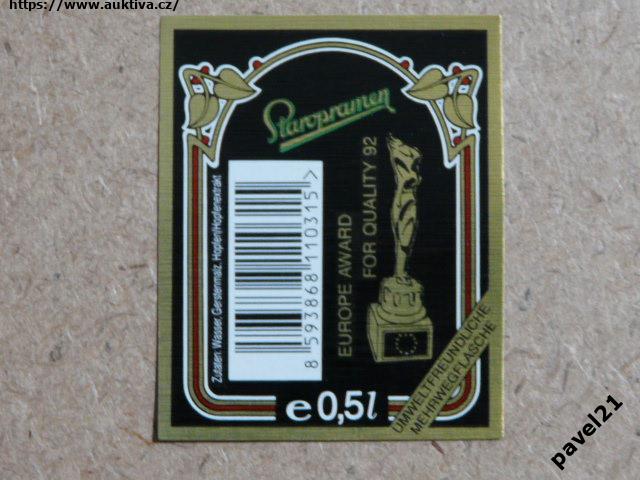 https://www.auktiva.cz/
Staropramen
EUROPE AWARD
FOR QUALITY 92
Zutaten: Wasser, Gerstenmalz, Hopfen/Hopfenextrakt
8 593868 110315 >
e 0,5l
UMWELTFREUNDLICHE
MEHRWEGFLASCHE
pavel21